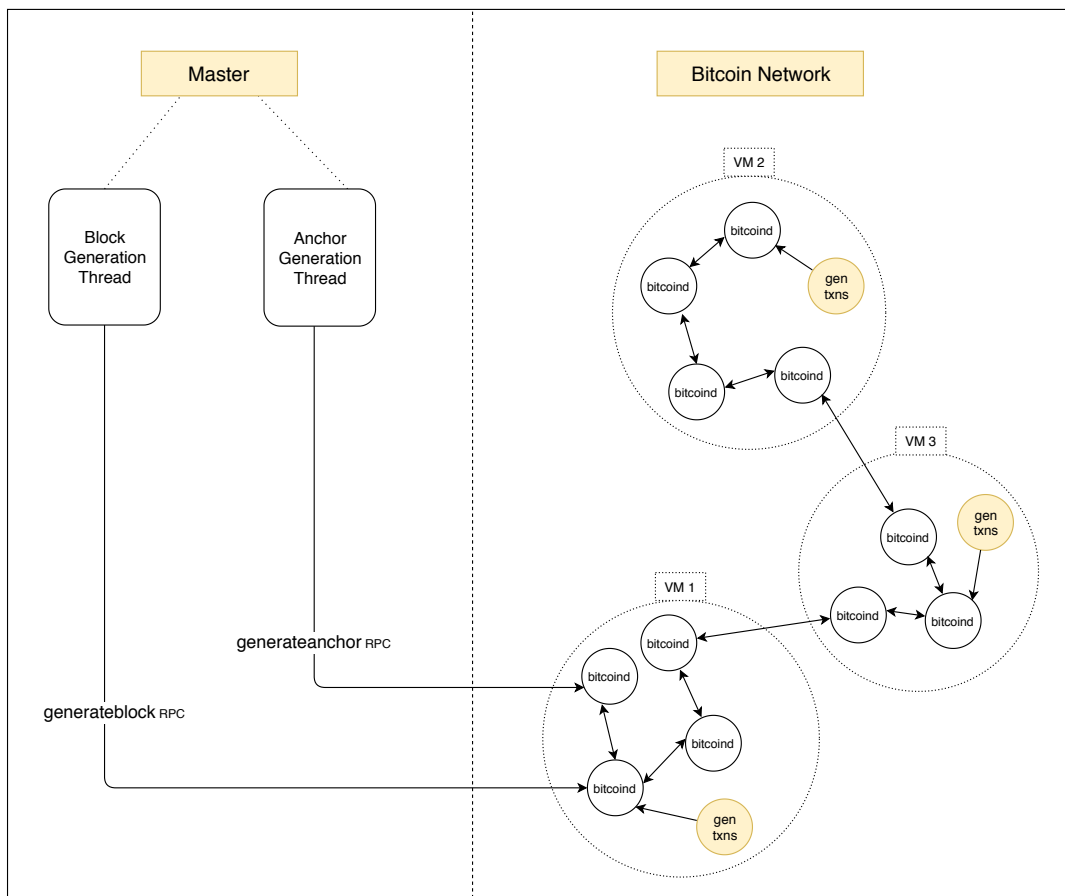 Master
Bitcoin Network
Block
Generation
Thread
Anchor
Generation
Thread
generateanchor RPC
generateblock RPC
VM 2
bitcoind
gen
txns
bitcoind
bitcoind
bitcoind
VM 3
gen
txns
bitcoind
bitcoind
bitcoind
VM 1
bitcoind
bitcoind
bitcoind
bitcoind
gen
txns